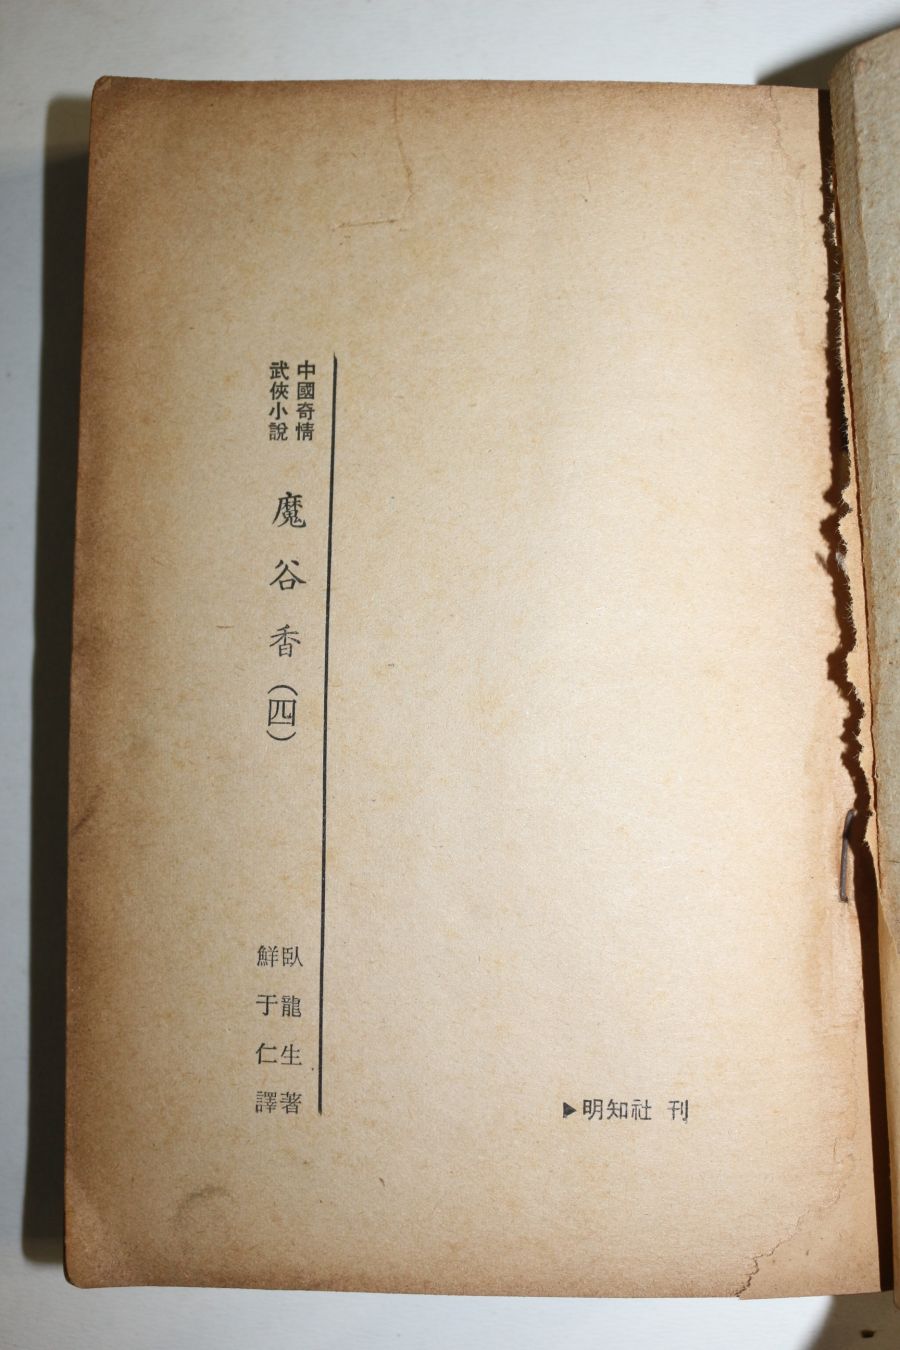 中國奇情
武俠小說
魔谷香(四)
臥龍生著
鮮于仁譯
▶明知社 刊